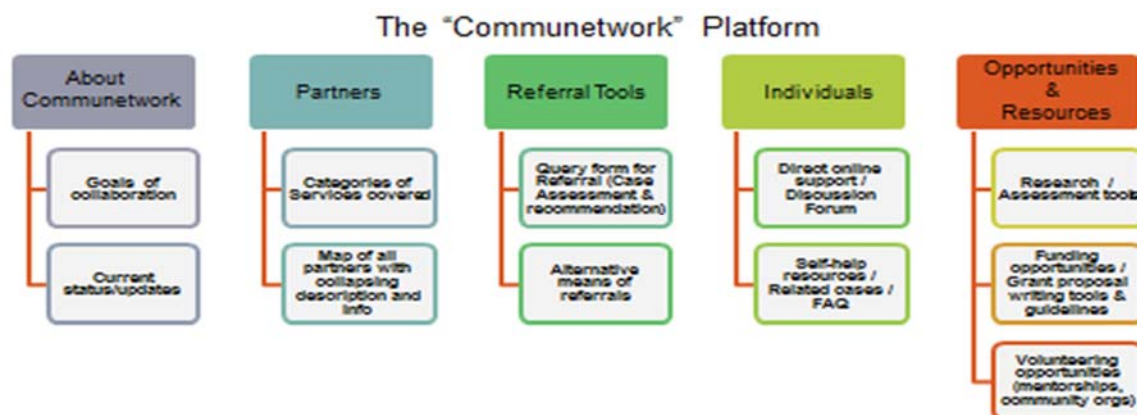 The "Communetwork" Platform
About
Communetwork
Goals of
collaboration
Current
status/updates
Partners
Categories of
Services covered
Map of all
partners with
collapsing
description and
info
Referral Tools
Query form for
Referral (Case
Assessment &
recommendation)
Alternative
means of
referrals
Individuals
Direct online
support /
Discussion
Forum
Self-help
resources /
Related cases /
FAQ
Opportunities
&
Resources
Research /
Assessment tools
Funding
opportunities /
Grant proposal
writing tools &
guidelines
Volunteering
opportunities
(mentorships,
community orgs)